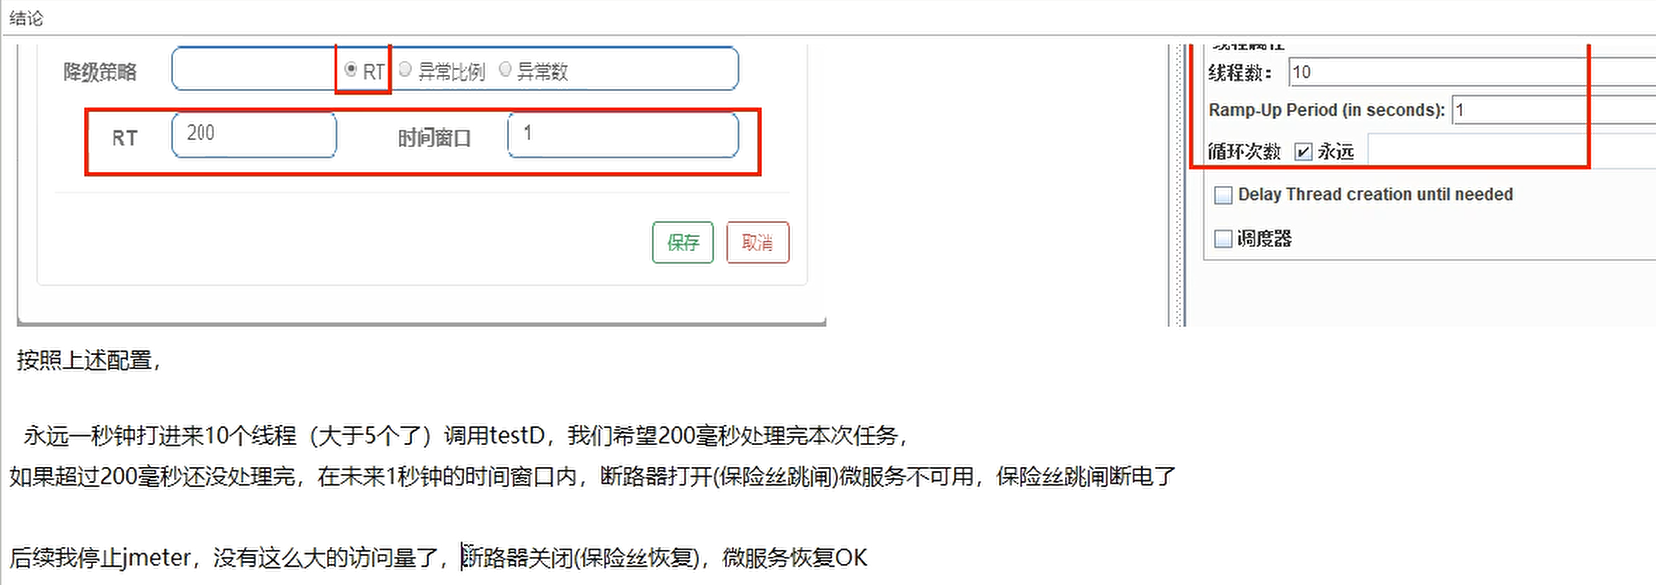 结论
降级策略 RT 异常比例 异常数
RT 200 时间窗口 1
保存 取消
线程属性
线程数： 10
Ramp-Up Period (in seconds): 1
循环次数 永远
Delay Thread creation until needed
调度器
按照上述配置，
永远一秒钟打进来10个线程（大于5个了）调用testD，我们希望200毫秒处理完本次任务，
如果超过200毫秒还没处理完，在未来1秒钟的时间窗口内，断路器打开(保险丝跳闸)微服务不可用，保险丝跳闸断电了
后续我停止jmeter，没有这么大的访问量了，断路器关闭(保险丝恢复)，微服务恢复OK